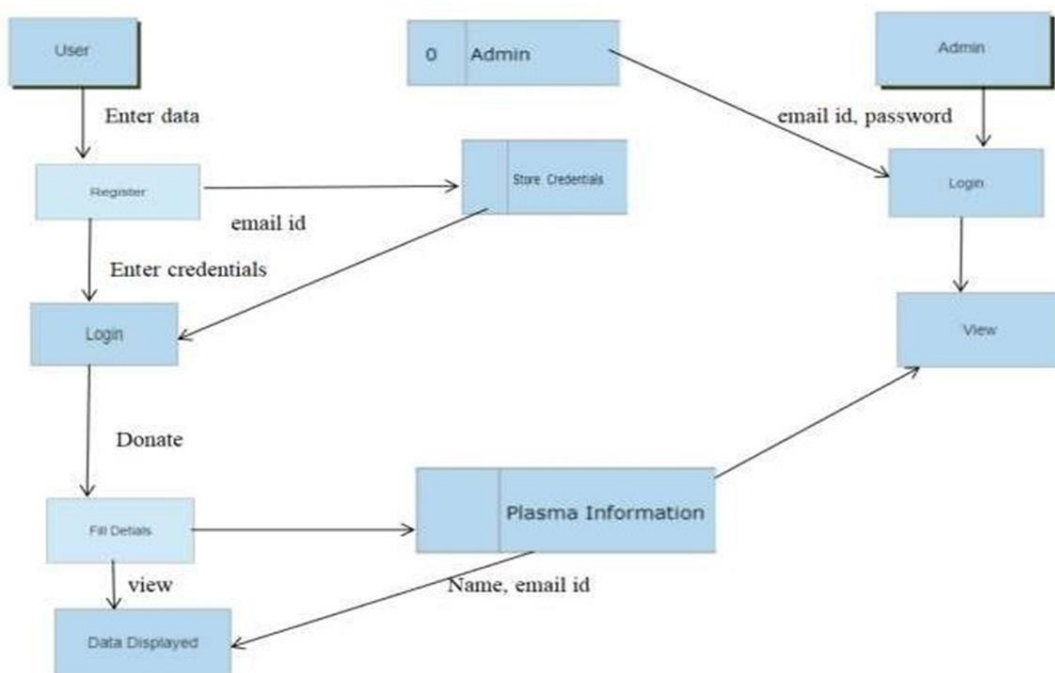 User
0 Admin
Admin
Enter data
email id, password
Register
Store Credentials
Login
email id
Enter credentials
Login
View
Donate
Plasma Information
Fill Detials
view
Name, email id
Data Displayed